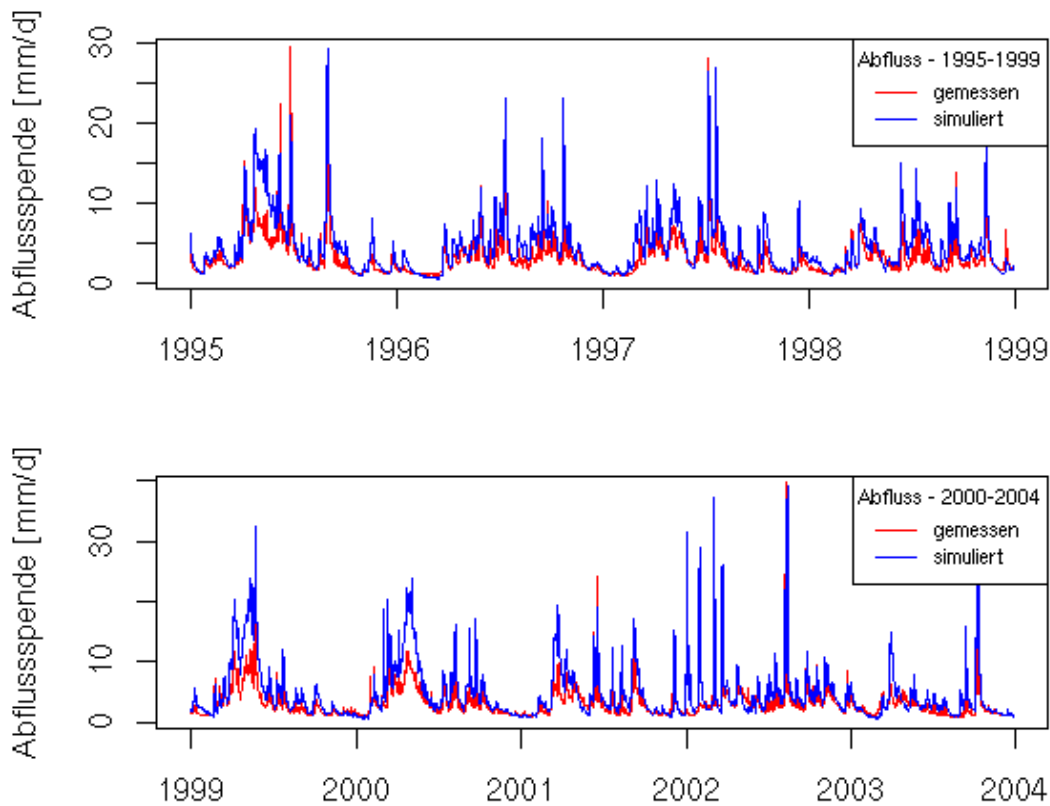 Abflussspende [mm/d]
30
20
10
0
Abfluss - 1995-1999
gemessen
simuliert
1995 1996 1997 1998 1999
Abflussspende [mm/d]
30
10
0
Abfluss - 2000-2004
gemessen
simuliert
1999 2000 2001 2002 2003 2004